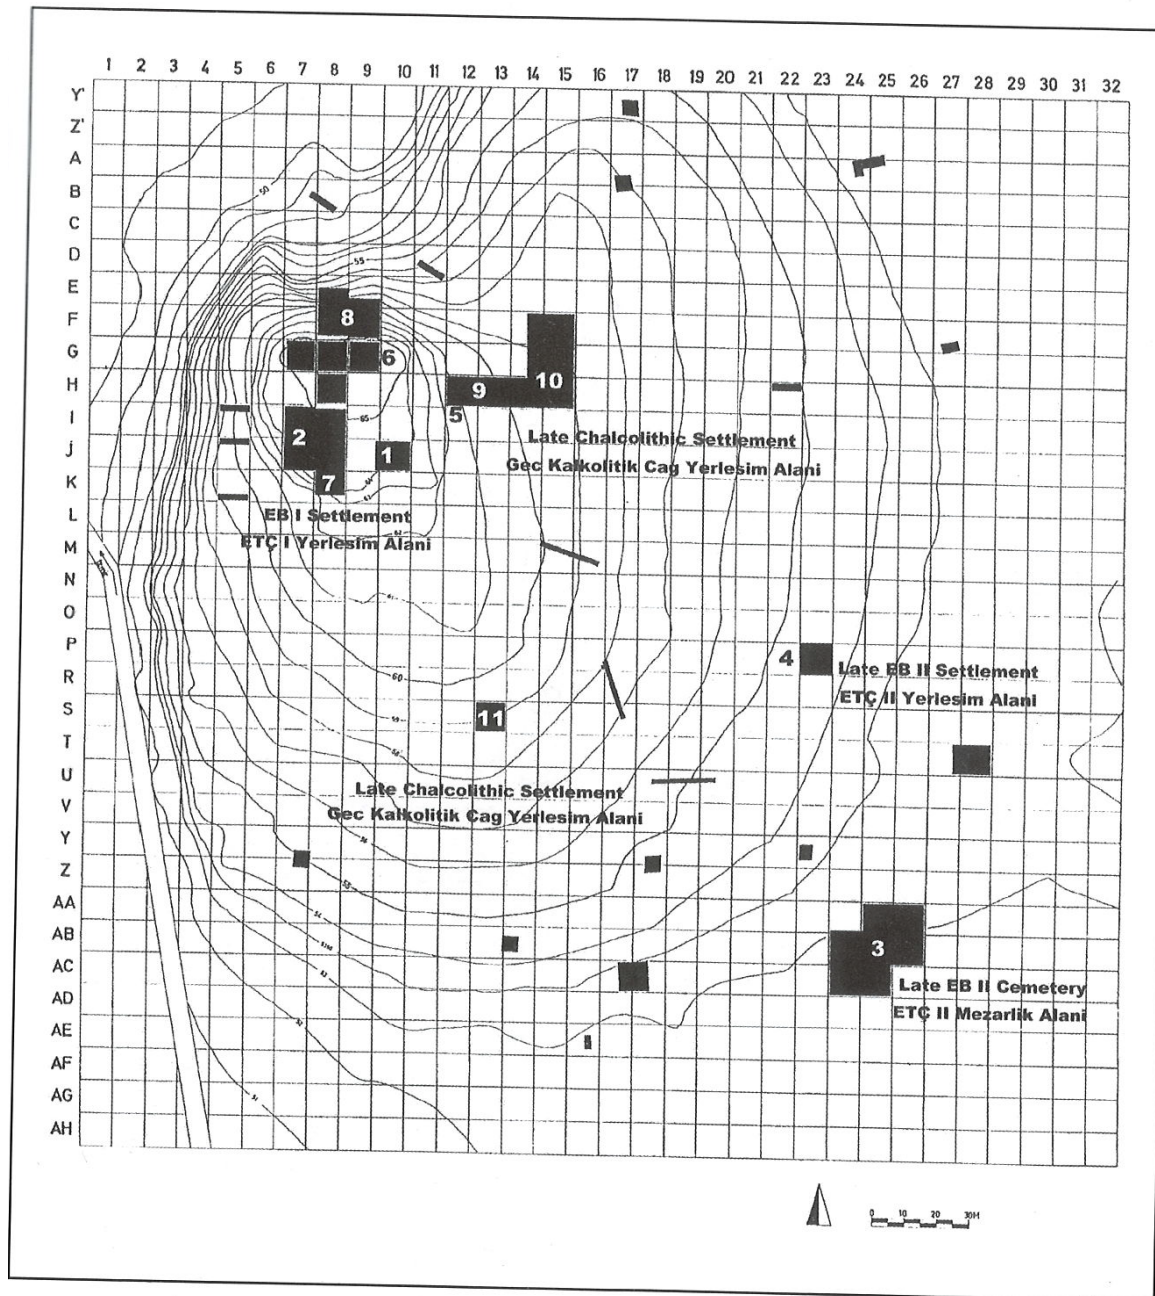 1 2 3 4 5 6 7 8 9 10 11 12 13 14 15 16 17 18 19 20 21 22 23 24 25 26 27 28 30 29 31 32
Y'
Z'
A
B
C
D
E
F
G
H
I
J
K
L
M
N
O
P
R
S
T
U
V
Y
Z
AA
AB
AC
AD
AE
AF
AG
AH
50
55
8
6
9
10
5
65
2
1
7
Late Chalcolithic Settlement
Gec Kalkolitik Cag Yerlesim Alani
EB I Settlement
ETÇ I Yerlesim Alani
60
4
Late EB II Settlement
ETÇ II Yerlesim Alani
11
Late Chalcolithic Settlement
Gec Kalkolitik Cag Yerlesim Alani
3
Late EB II Cemetery
ETÇ II Mezarlik Alani
0 10 20 30M